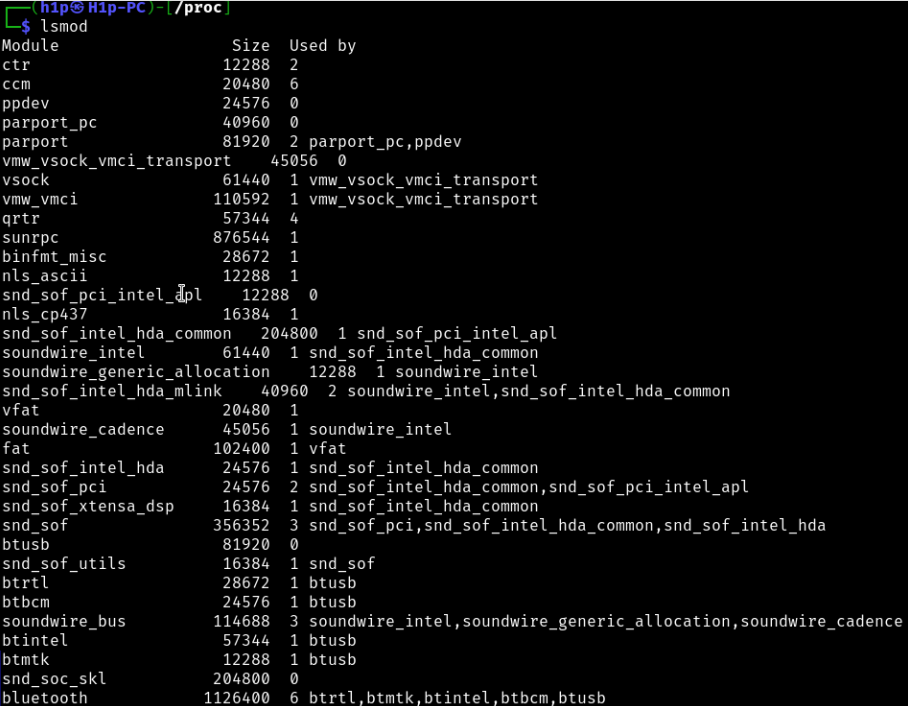 ┌──(h1p㉿H1p-PC)-[/proc]
└─$ lsmod
Module                  Size  Used by
ctr                    12288  2
ccm                    20480  6
ppdev                  24576  0
parport_pc             40960  0
parport                81920  2 parport_pc,ppdev
vmw_vsock_vmci_transport    45056  0
vsock                  61440  1 vmw_vsock_vmci_transport
vmw_vmci              110592  1 vmw_vsock_vmci_transport
qrtr                   57344  4
sunrpc                876544  1
binfmt_misc            28672  1
nls_ascii              12288  1
snd_sof_pci_intel_apl    12288  0
nls_cp437              16384  1
snd_sof_intel_hda_common   204800  1 snd_sof_pci_intel_apl
soundwire_intel        61440  1 snd_sof_intel_hda_common
soundwire_generic_allocation    12288  1 soundwire_intel
snd_sof_intel_hda_mlink    40960  2 soundwire_intel,snd_sof_intel_hda_common
vfat                   20480  1
soundwire_cadence      45056  1 soundwire_intel
fat                   102400  1 vfat
snd_sof_intel_hda      24576  1 snd_sof_intel_hda_common
snd_sof_pci            24576  2 snd_sof_intel_hda_common,snd_sof_pci_intel_apl
snd_sof_xtensa_dsp     16384  1 snd_sof_intel_hda_common
snd_sof               356352  3 snd_sof_pci,snd_sof_intel_hda_common,snd_sof_intel_hda
btusb                  81920  0
snd_sof_utils          16384  1 snd_sof
btrtl                  28672  1 btusb
btbcm                  24576  1 btusb
soundwire_bus         114688  3 soundwire_intel,soundwire_generic_allocation,soundwire_cadence
btintel                57344  1 btusb
btmtk                  12288  1 btusb
snd_soc_skl           204800  0
bluetooth            1126400  6 btrtl,btmtk,btintel,btbcm,btusb